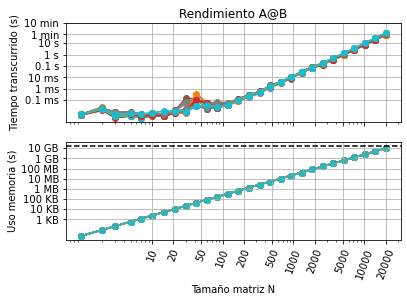 Rendimiento A@B
Tiempo transcurrido (s)
10 min
1 min
10 s
1 s
0.1 s
10 ms
1 ms
0.1 ms
Uso memoria (s)
10 GB
1 GB
100 MB
10 MB
1 MB
100 KB
10 KB
1 KB
10 20 50 100 200 500 1000 2000 5000 10000 20000
Tamaño matriz N